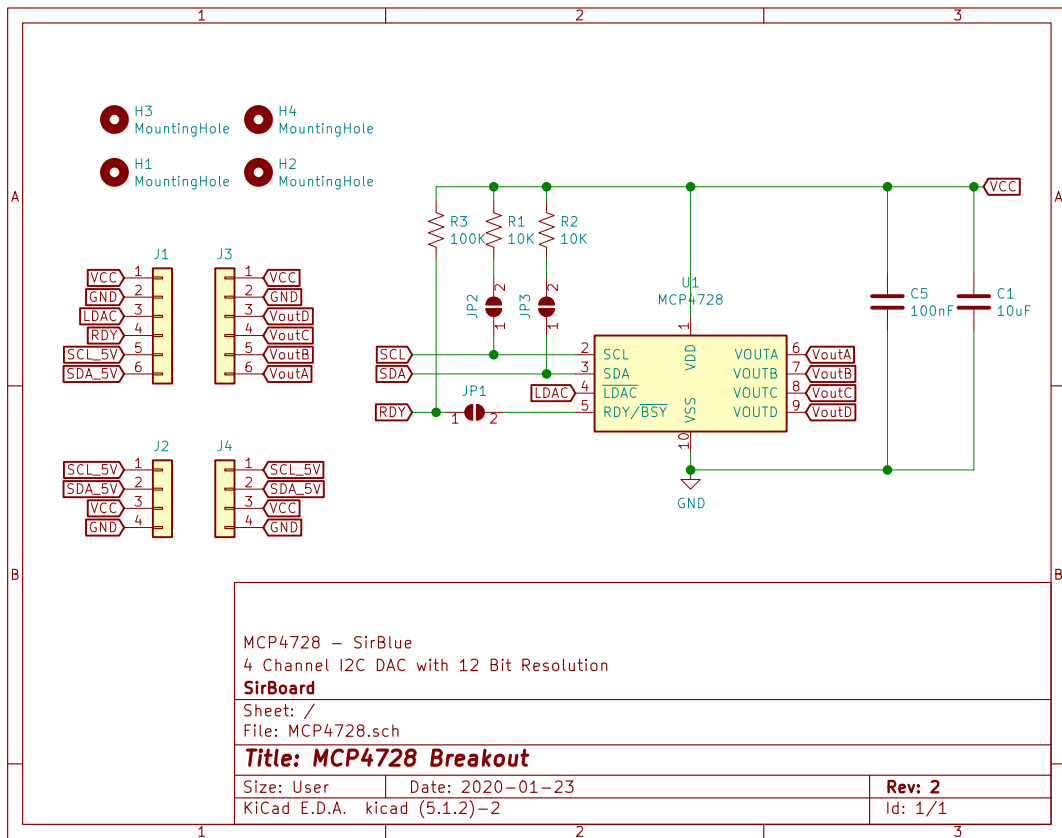 1 2 3
H3
MountingHole
H4
MountingHole
H1
MountingHole
H2
MountingHole
A A
VCC
R3
100K
R1
10K
R2
10K
J1
VCC 1
GND 2
LDAC 3
RDY 4
SCL_5V 5
SDA_5V 6
J3
1 VCC
2 GND
3 VoutD
4 VoutC
5 VoutB
6 VoutA
JP2
2
1
JP3
2
1
U1
MCP4728
C5
100nF
C1
10uF
1
VDD
SCL 2 SCL VOUTA 6 VoutA
SDA 3 SDA VOUTB 7 VoutB
LDAC 4 LDAC VOUTC 8 VoutC
RDY 5 RDY/BSY VOUTD 9 VoutD
JP1
1 2
VSS
10
GND
J2
SCL_5V 1
SDA_5V 2
VCC 3
GND 4
J4
1 SCL_5V
2 SDA_5V
3 VCC
4 GND
B B
MCP4728 – SirBlue
4 Channel I2C DAC with 12 Bit Resolution
SirBoard
Sheet: /
File: MCP4728.sch
Title: MCP4728 Breakout
Size: User Date: 2020-01-23 Rev: 2
KiCad E.D.A. kicad (5.1.2)-2 Id: 1/1
1 2 3